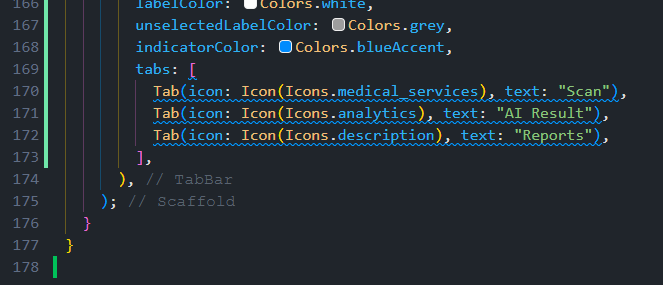 166 labelColor: Colors.white,
167 unselectedLabelColor: Colors.grey,
168 indicatorColor: Colors.blueAccent,
169 tabs: [
170 Tab(icon: Icon(Icons.medical_services), text: "Scan"),
171 Tab(icon: Icon(Icons.analytics), text: "AI Result"),
172 Tab(icon: Icon(Icons.description), text: "Reports"),
173 ],
174 ), // TabBar
175 ); // Scaffold
176 }
177 }
178